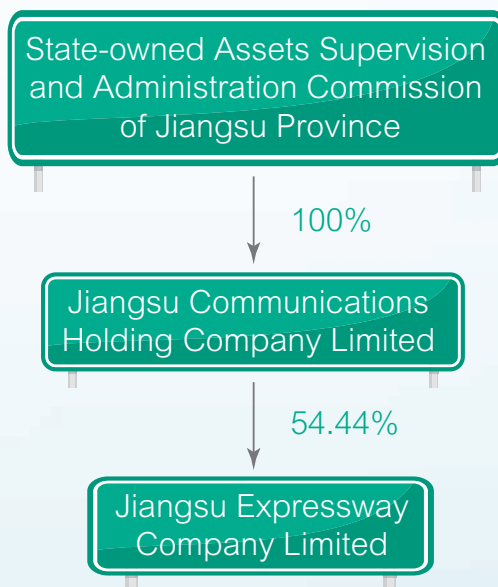 State-owned Assets Supervision
and Administration Commission
of Jiangsu Province
100%
Jiangsu Communications
Holding Company Limited
54.44%
Jiangsu Expressway
Company Limited